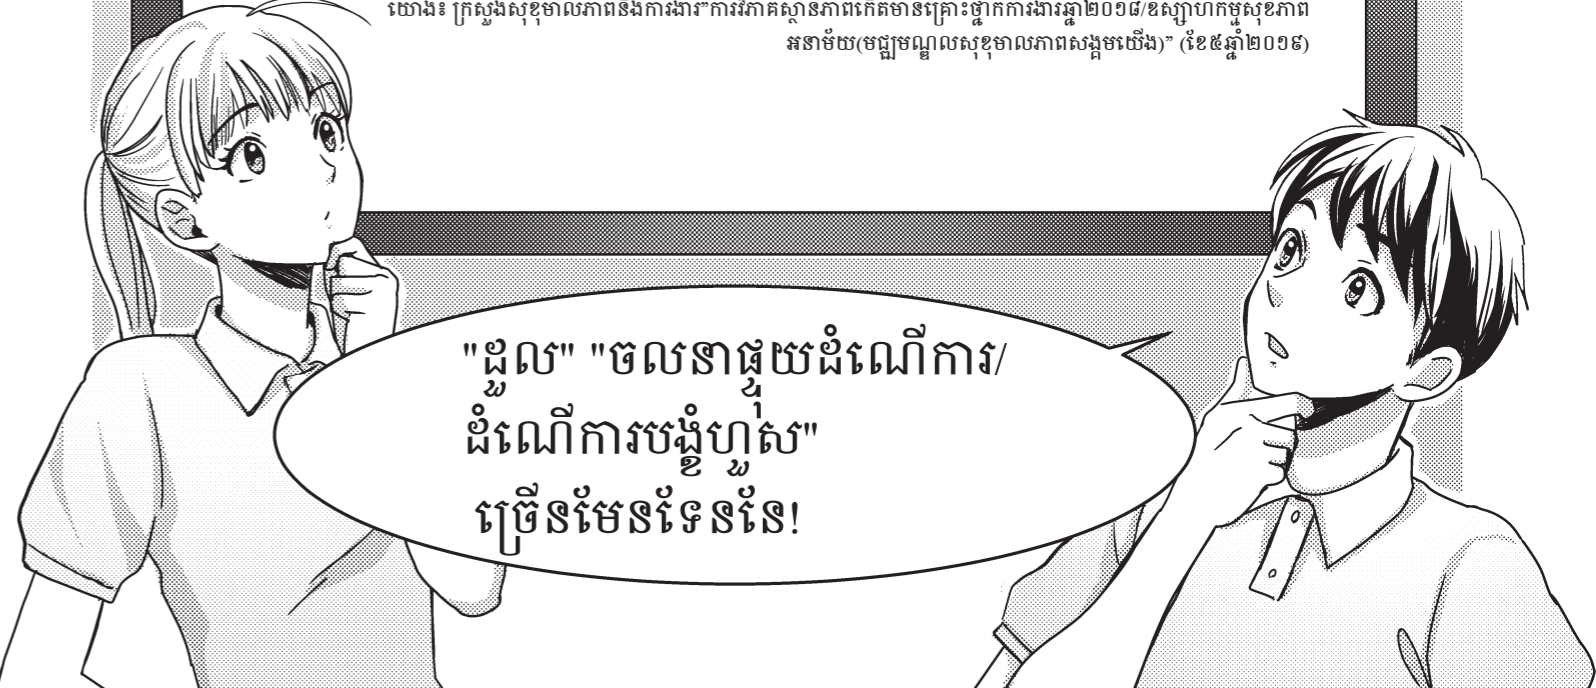 យោង៖ ក្រសួងសុខុមាលភាពនិងការងារ"ការវិភាគស្ថានភាពកើតមានគ្រោះថ្នាក់ការងារឆ្នាំ២០១៨/ឧស្សាហកម្មសុខភាព
អនាម័យ(មជ្ឈមណ្ឌលសុខុមាលភាពសង្គមយើង)" (ខែ៥ឆ្នាំ២០១៩)
"ដួល" "ចលនាផ្ទុយដំណើការ/
ដំណើការបង្ខំហួស"
ច្រើនមែនទែនន៎ែ!